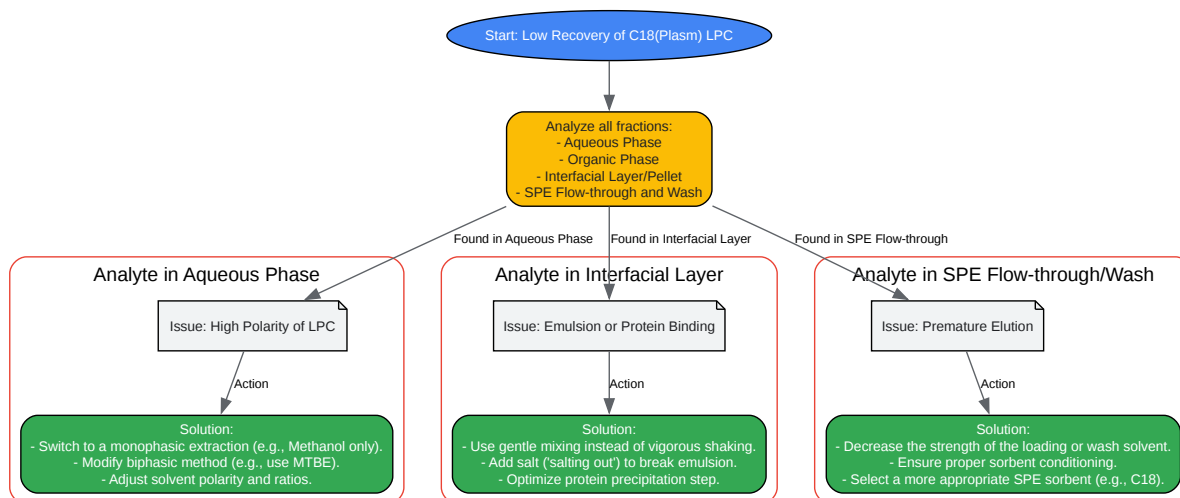 Start: Low Recovery of C18(Plasm) LPC
Analyze all fractions:
- Aqueous Phase
- Organic Phase
- Interfacial Layer/Pellet
- SPE Flow-through and Wash
Found in Aqueous Phase
Found in Interfacial Layer
Found in SPE Flow-through
Analyte in Aqueous Phase
Issue: High Polarity of LPC
Action
Solution:
- Switch to a monophasic extraction (e.g., Methanol only).
- Modify biphasic method (e.g., use MTBE).
- Adjust solvent polarity and ratios.
Analyte in Interfacial Layer
Issue: Emulsion or Protein Binding
Action
Solution:
- Use gentle mixing instead of vigorous shaking.
- Add salt ('salting out') to break emulsion.
- Optimize protein precipitation step.
Analyte in SPE Flow-through/Wash
Issue: Premature Elution
Action
Solution:
- Decrease the strength of the loading or wash solvent.
- Ensure proper sorbent conditioning.
- Select a more appropriate SPE sorbent (e.g., C18).